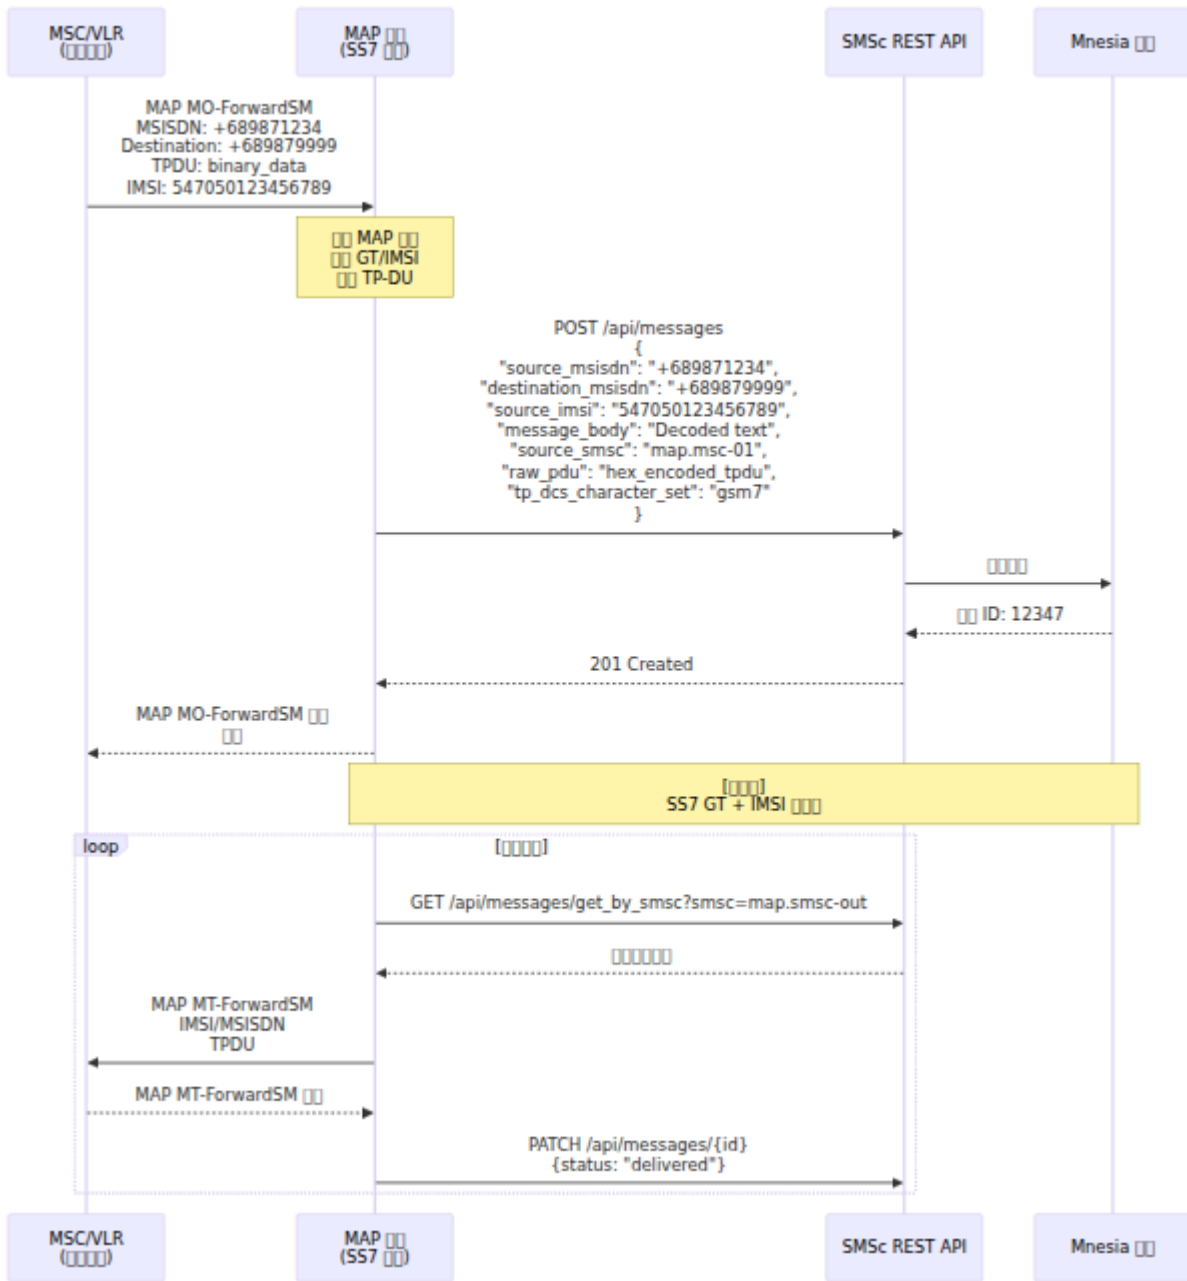 MSC/VLR
MAP
(SS7
SMSc REST API
Mnesia
MAP MO-ForwardSM
MSISDN: +689871234
Destination: +689879999
TPDU: binary_data
IMSI: 547050123456789
MAP
GT/IMSI
TP-DU
POST /api/messages
{
"source_msisdn": "+689871234",
"destination_msisdn": "+689879999",
"source_imsi": "547050123456789",
"message_body": "Decoded text",
"source_smsc": "map.msc-01",
"raw_pdu": "hex_encoded_tpdu",
"tp_dcs_character_set": "gsm7"
}
ID: 12347
201 Created
MAP MO-ForwardSM
SS7 GT + IMSI
loop
GET /api/messages/get_by_smsc?smsc=map.smsc-out
MAP MT-ForwardSM
IMSI/MSISDN
TPDU
MAP MT-ForwardSM
PATCH /api/messages/{id}
{status: "delivered"}
MSC/VLR
MAP
(SS7
SMSc REST API
Mnesia